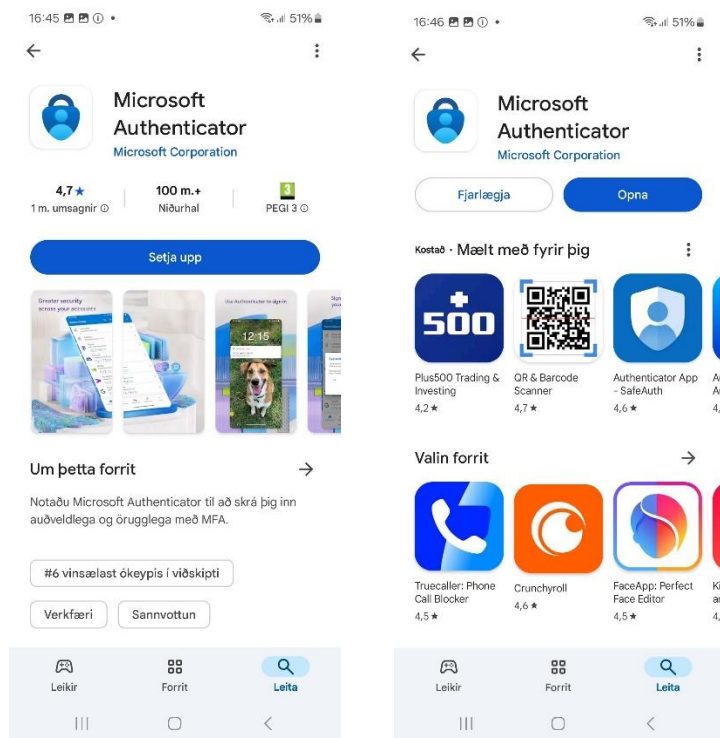 16:45
51%
Microsoft
Authenticator
Microsoft Corporation
4,7 ★
1 m. umsagnir
100 m.+
Niðurhal
3
PEGI 3
Setja upp
Greater security
across your accounts
Use Authenticator to sign in
12:15
Um þetta forrit
Notaðu Microsoft Authenticator til að skrá þig inn
auðveldlega og örugglega með MFA.
#6 vinsælast ókeypis í viðskipti
Verkfæri
Sannvottun
Leikir
Forrit
Leita
16:46
51%
Microsoft
Authenticator
Microsoft Corporation
Fjarlægja
Opna
Kostað · Mælt með fyrir þig
500
Plus500 Trading &
Investing
4,2 ★
QR & Barcode
Scanner
4,7 ★
Authenticator App
- SafeAuth
4,6 ★
Valin forrit
Truecaller: Phone
Call Blocker
4,5 ★
Crunchyroll
4,6 ★
FaceApp: Perfect
Face Editor
4,5 ★
Leikir
Forrit
Leita